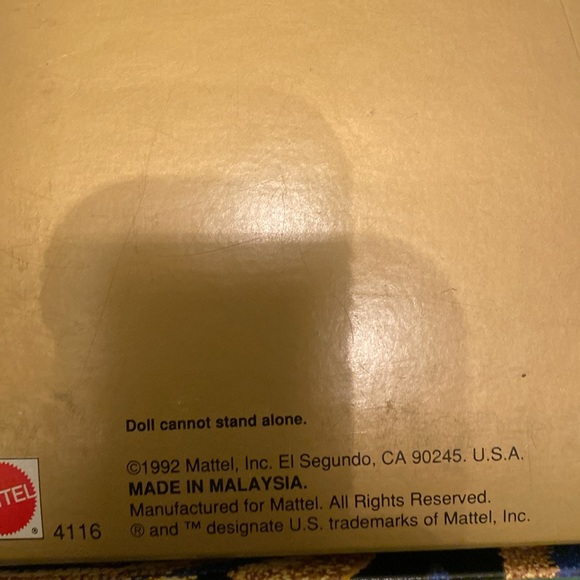 Doll cannot stand alone.
©1992 Mattel, Inc. El Segundo, CA 90245. U.S.A.
MADE IN MALAYSIA.
Manufactured for Mattel. All Rights Reserved.
® and ™ designate U.S. trademarks of Mattel, Inc.
TTEL ®
4116